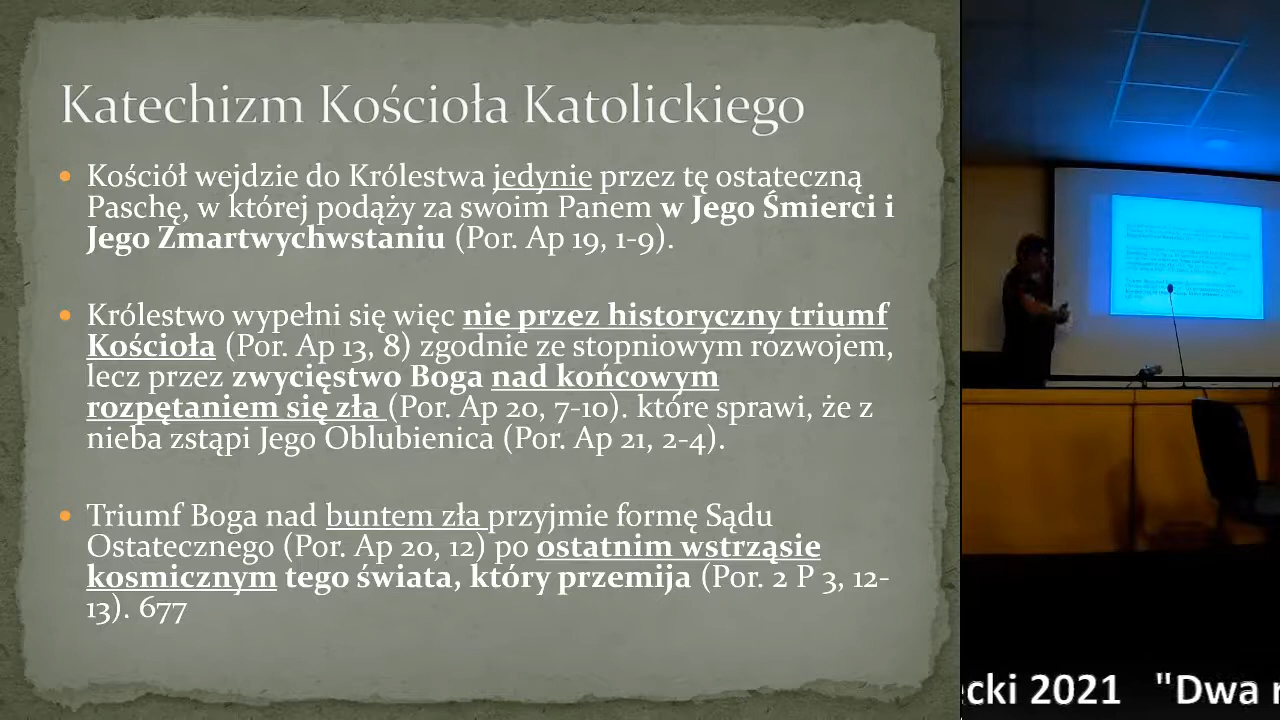 Katechizm Kościoła Katolickiego
• Kościół wejdzie do Królestwa jedynie przez tę ostateczną
Paschę, w której podąży za swoim Panem w Jego Śmierci i
Jego Zmartwychwstaniu (Por. Ap 19, 1-9).
• Królestwo wypełni się więc nie przez historyczny triumf
Kościoła (Por. Ap 13, 8) zgodnie ze stopniowym rozwojem,
lecz przez zwycięstwo Boga nad końcowym
rozpętaniem się zła (Por. Ap 20, 7-10). które sprawi, że z
nieba zstąpi Jego Oblubienica (Por. Ap 21, 2-4).
• Triumf Boga nad buntem zła przyjmie formę Sądu
Ostatecznego (Por. Ap 20, 12) po ostatnim wstrząsie
kosmicznym tego świata, który przemija (Por. 2 P 3, 12-
13). 677
cki 2021 "Dwa